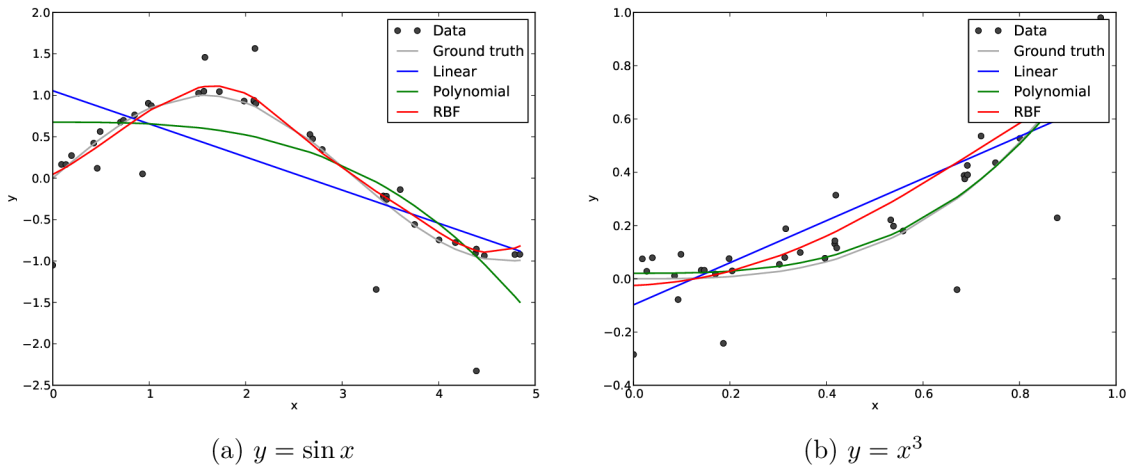 2.0
1.5
1.0
0.5
0.0
−0.5
−1.0
−1.5
−2.0
−2.5
y
0 1 2 3 4 5
x
Data
Ground truth
Linear
Polynomial
RBF
(a) y = sin x
1.0
0.8
0.6
0.4
0.2
0.0
−0.2
−0.4
y
0.0 0.2 0.4 0.6 0.8 1.0
x
Data
Ground truth
Linear
Polynomial
RBF
(b) y = x³